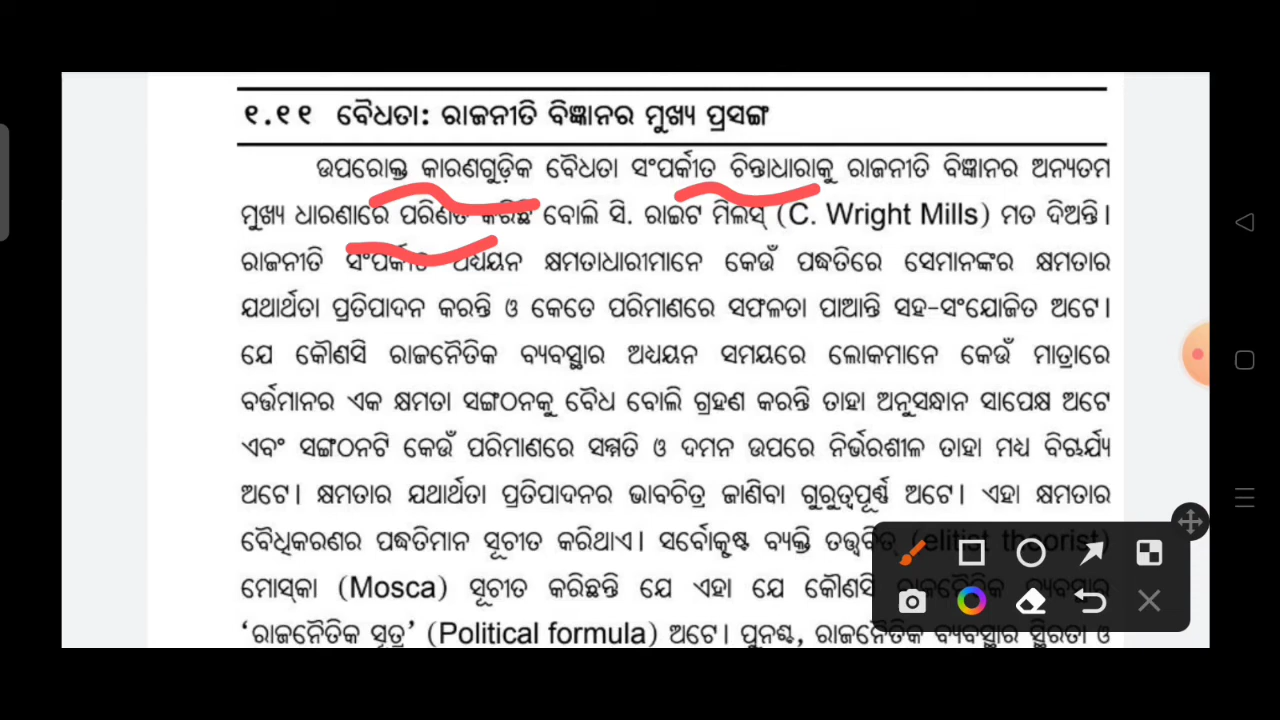 ୧.୧୧ ବୈଧତା: ରାଜନୀତି ବିଜ୍ଞାନର ମୁଖ୍ୟ ପ୍ରସଙ୍ଗ
ଉପରୋକ୍ତ କାରଣଗୁଡ଼ିକ ବୈଧତା ସଂପର୍କୀତ ଚିନ୍ତାଧାରାକୁ ରାଜନୀତି ବିଜ୍ଞାନର ଅନ୍ୟତମ
ମୁଖ୍ୟ ଧାରଣାରେ ପରିଣତ କରିଛି ବୋଲି ସି. ରାଇଟ ମିଲସ୍ (C. Wright Mills) ମତ ଦିଅନ୍ତି।
ରାଜନୀତି ସଂପର୍କୀତ ଅଧ୍ୟୟନ କ୍ଷମତାଧାରୀମାନେ କେଉଁ ପଦ୍ଧତିରେ ସେମାନଙ୍କର କ୍ଷମତାର
ଯଥାର୍ଥତା ପ୍ରତିପାଦନ କରନ୍ତି ଓ କେତେ ପରିମାଣରେ ସଫଳତା ପାଆନ୍ତି ସହ-ସଂଯୋଜିତ ଅଟେ।
ଯେ କୌଣସି ରାଜନୈତିକ ବ୍ୟବସ୍ଥାର ଅଧ୍ୟୟନ ସମୟରେ ଲୋକମାନେ କେଉଁ ମାତ୍ରାରେ
ବର୍ତ୍ତମାନର ଏକ କ୍ଷମତା ସଙ୍ଗଠନକୁ ବୈଧ ବୋଲି ଗ୍ରହଣ କରନ୍ତି ତାହା ଅନୁସନ୍ଧାନ ସାପେକ୍ଷ ଅଟେ
ଏବଂ ସଙ୍ଗଠନଟି କେଉଁ ପରିମାଣରେ ସମ୍ମତି ଓ ଦମନ ଉପରେ ନିର୍ଭରଶୀଳ ତାହା ମଧ୍ୟ ବିଚ୍ଚର୍ଯ୍ୟ
ଅଟେ। କ୍ଷମତାର ଯଥାର୍ଥତା ପ୍ରତିପାଦନର ଭାବଚିତ୍ର ଜାଣିବା ଗୁରୁତ୍ୱପୂର୍ଣ୍ଣ ଅଟେ। ଏହା କ୍ଷମତାର
ବୈଧିକରଣର ପଦ୍ଧତିମାନ ସୂଚୀତ କରିଥାଏ। ସର୍ବୋତ୍କୃଷ୍ଟ ବ୍ୟକ୍ତି ତତ୍ତ୍ୱବିତ୍ (elitist theorist)
ମୋସ୍କା (Mosca) ସୂଚୀତ କରିଛନ୍ତି ଯେ ଏହା ଯେ କୌଣସି ରାଜନୈତିକ ବ୍ୟବସ୍ଥାର
‘ରାଜନୈତିକ ସୂତ୍ର’ (Political formula) ଅଟେ। ପୁନଶ୍ଚ, ରାଜନୈତିକ ବ୍ୟବସ୍ଥାର ସ୍ଥିରତା ଓ